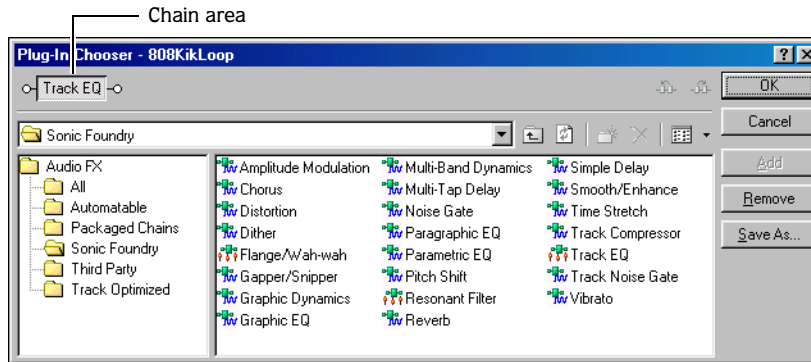 Chain area
Plug-In Chooser - 808KikLoop
Track EQ
OK
Sonic Foundry
Cancel
Audio FX
All
Automatable
Packaged Chains
Sonic Foundry
Third Party
Track Optimized
Amplitude Modulation
Chorus
Distortion
Dither
Flange/Wah-wah
Gapper/Snipper
Graphic Dynamics
Graphic EQ
Multi-Band Dynamics
Multi-Tap Delay
Noise Gate
Paragraphic EQ
Parametric EQ
Pitch Shift
Resonant Filter
Reverb
Simple Delay
Smooth/Enhance
Time Stretch
Track Compressor
Track EQ
Track Noise Gate
Vibrato
Add
Remove
Save As...